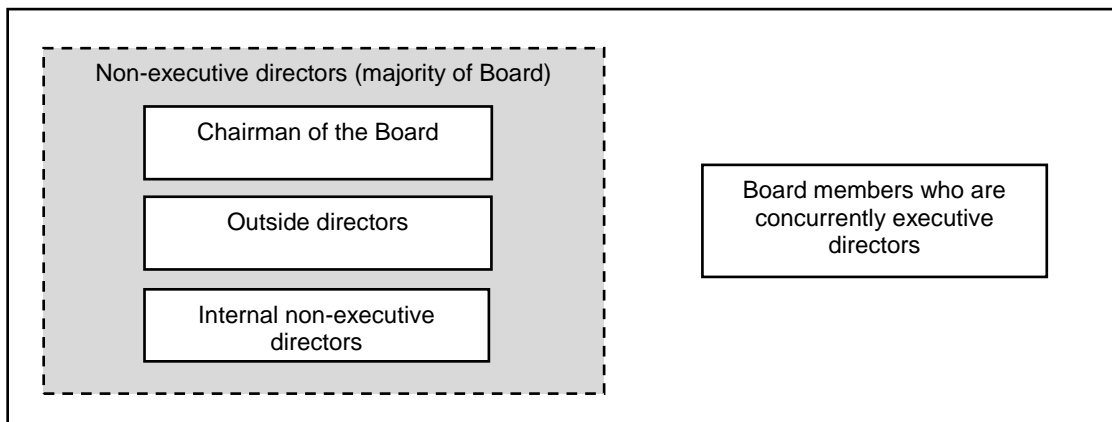 Non-executive directors (majority of Board)
Chairman of the Board
Outside directors
Internal non-executive
directors
Board members who are
concurrently executive
directors